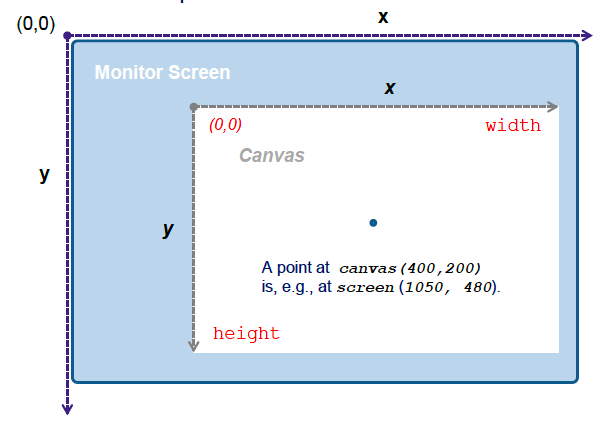 x
(0,0)
Monitor Screen
x
(0,0)
width
Canvas
y
y
A point at canvas(400,200)
is, e.g., at screen (1050, 480).
height